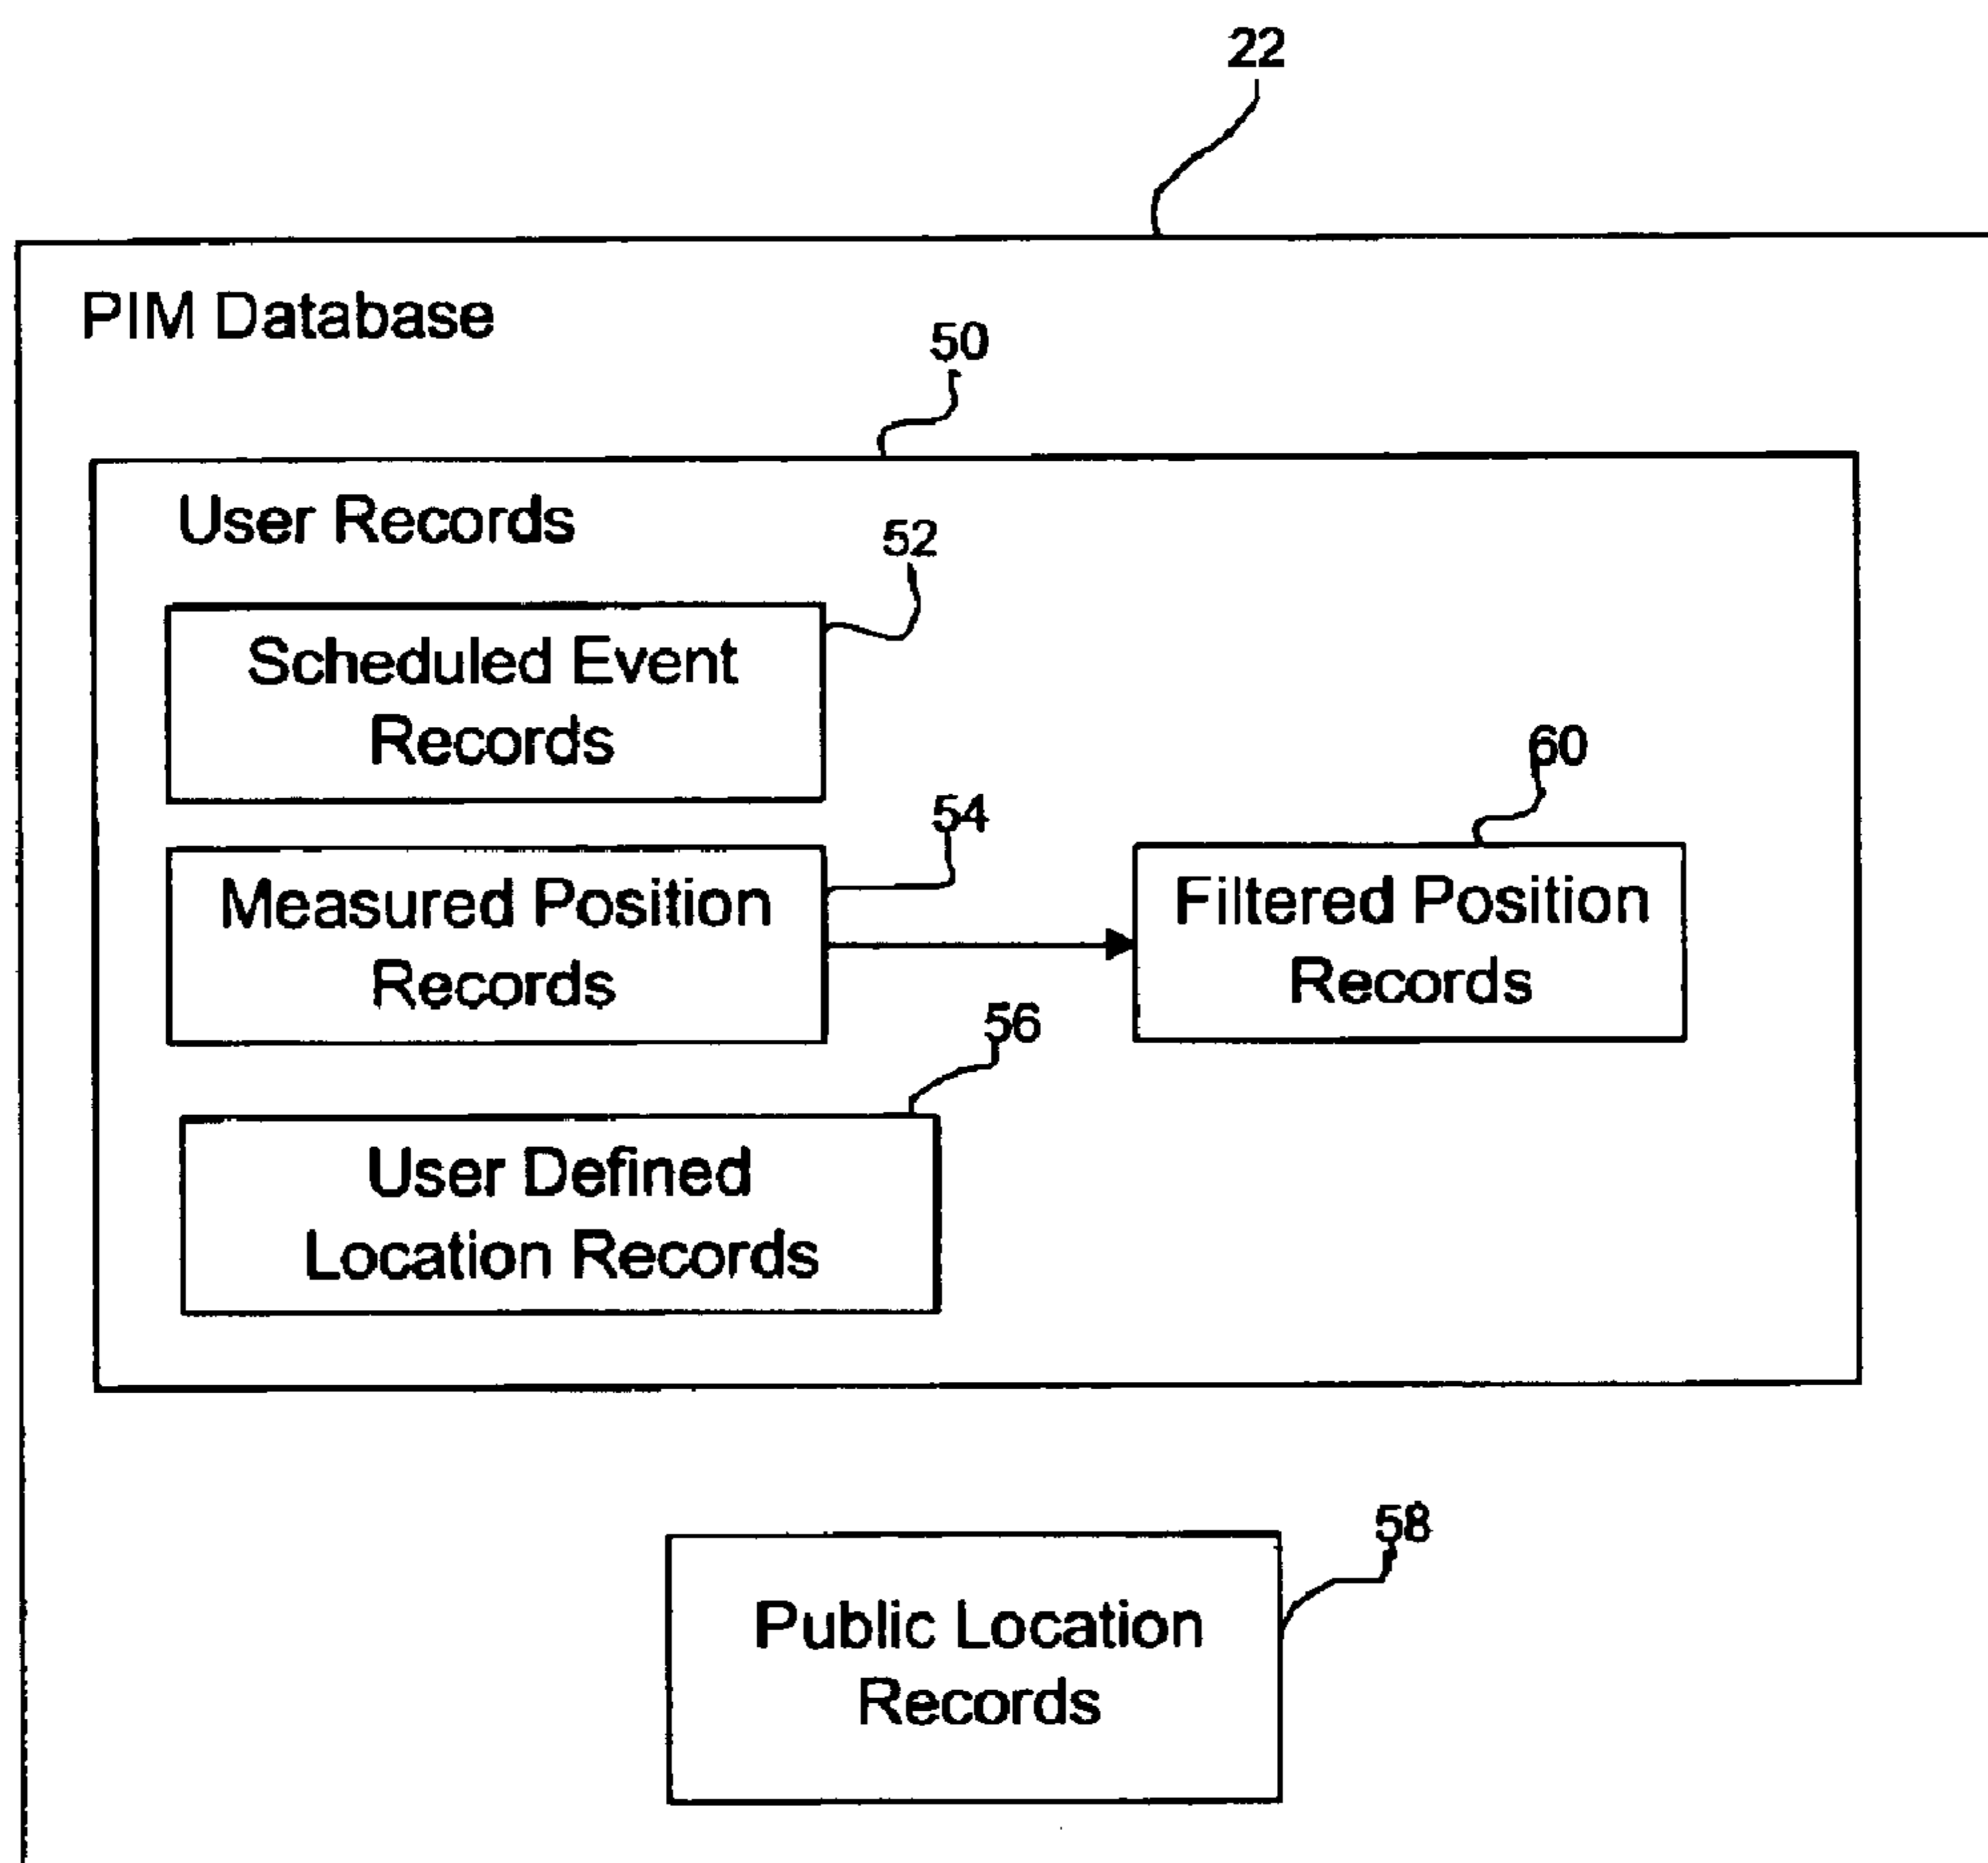 22
PIM Database
50
User Records
52
Scheduled Event
Records
60
54
Measured Position
Records
Filtered Position
Records
56
User Defined
Location Records
58
Public Location
Records